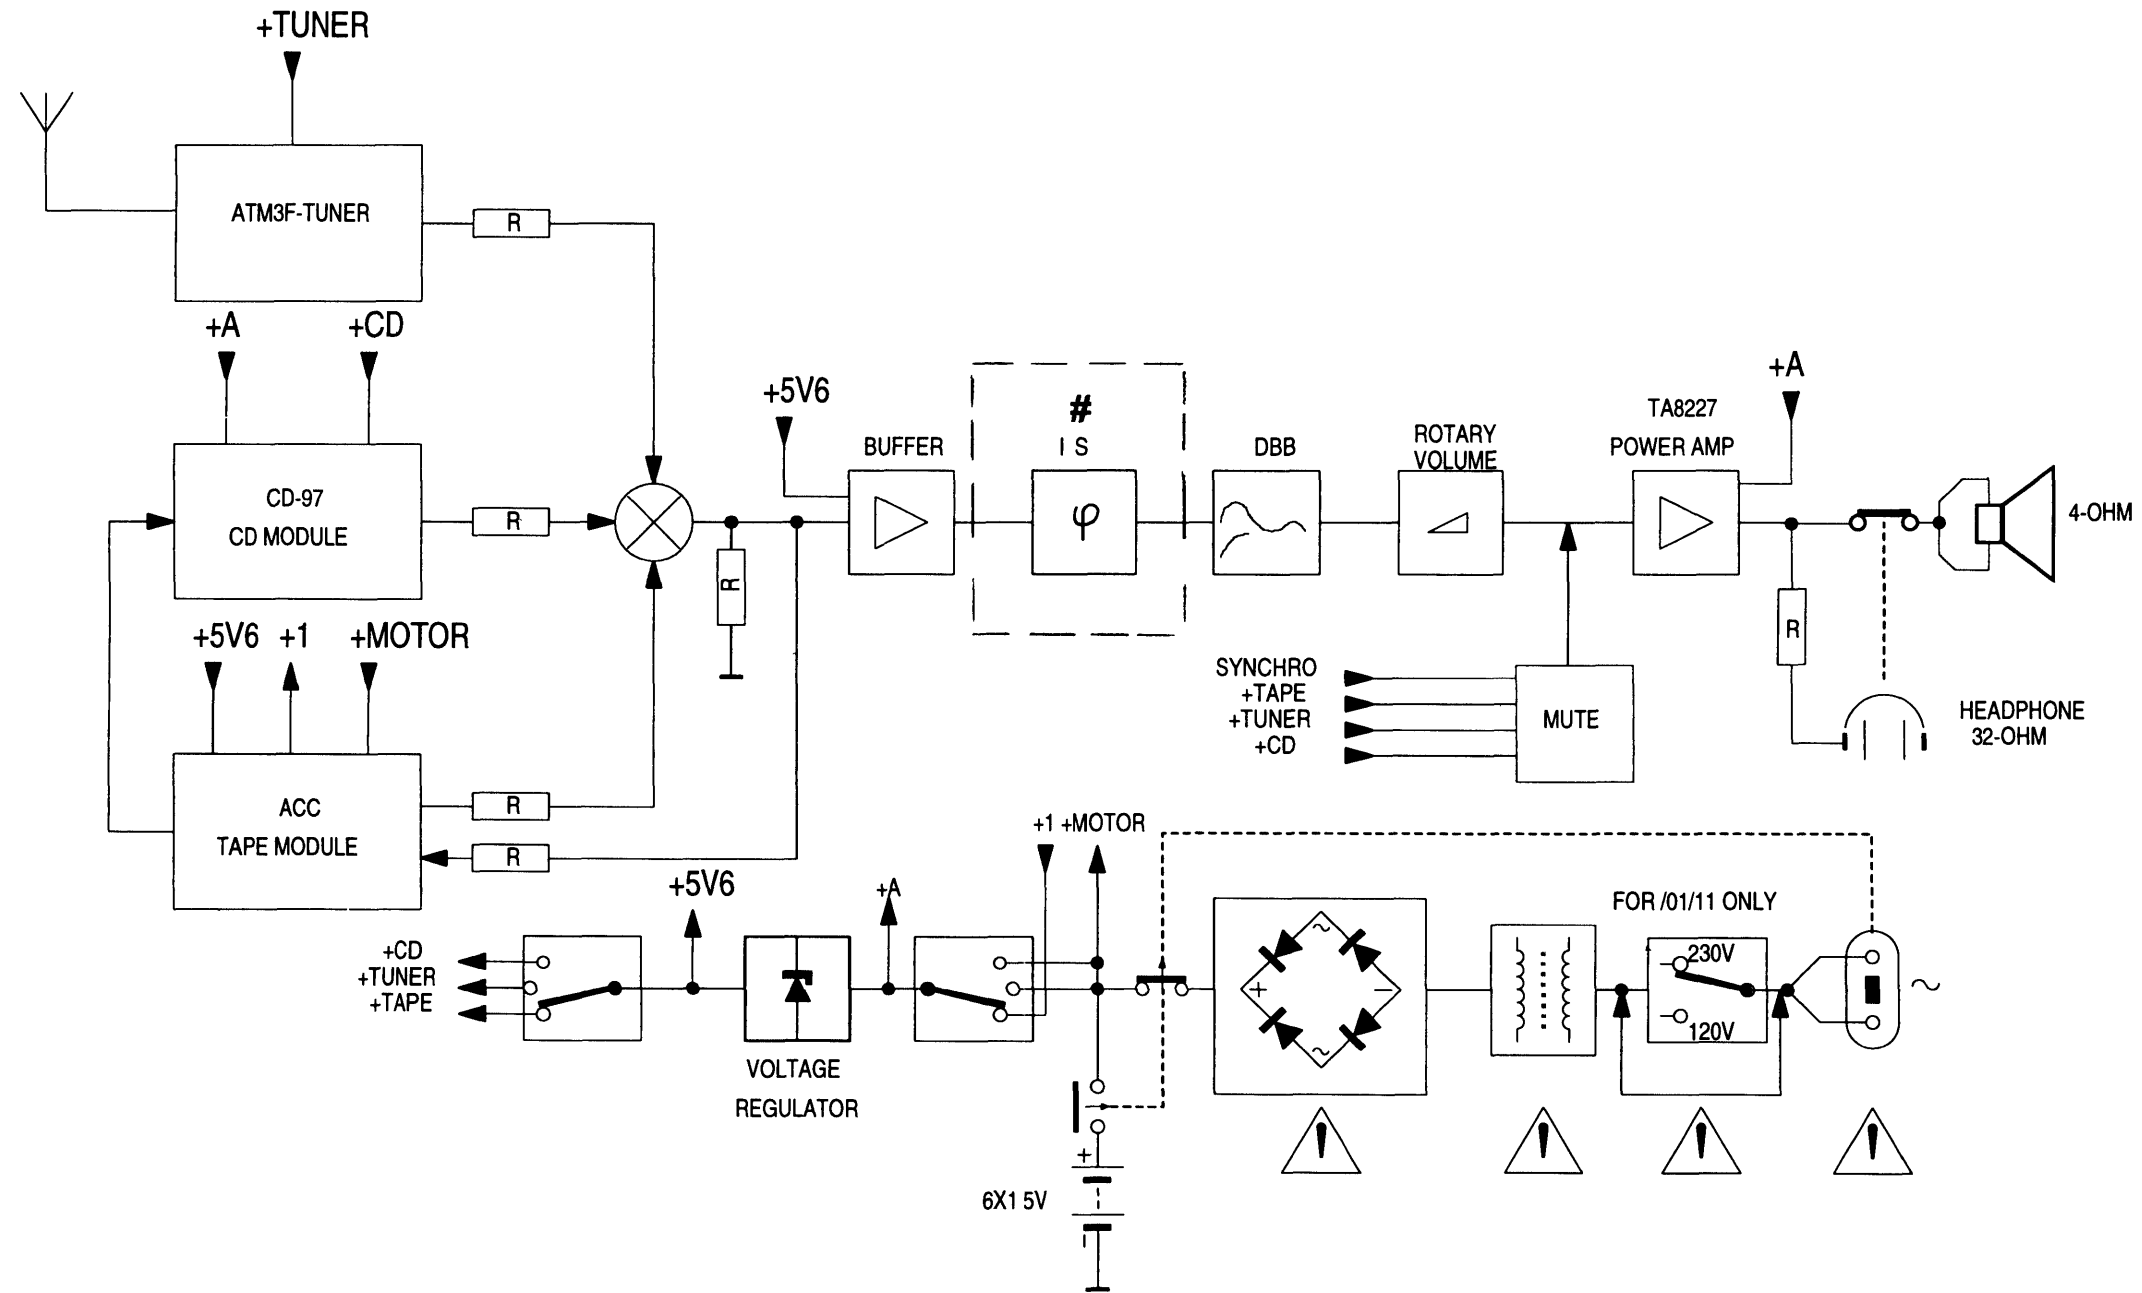 +TUNER
ATM3F-TUNER
R
+A
+CD
CD-97
CD MODULE
R
+5V6
+1
+MOTOR
ACC
TAPE MODULE
R
R
R
+5V6
BUFFER
#
I S
φ
DBB
ROTARY
VOLUME
TA8227
POWER AMP
+A
4-OHM
R
SYNCHRO
+TAPE
+TUNER
+CD
MUTE
HEADPHONE
32-OHM
+CD
+TUNER
+TAPE
+5V6
VOLTAGE
REGULATOR
+A
+1 +MOTOR
~
+ −
~
FOR /01/11 ONLY
230V
120V
~
+
6X1 5V
−